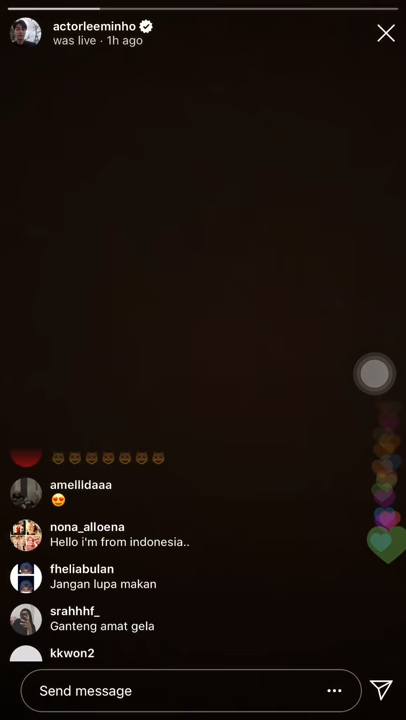 actorleeminho
was live · 1h ago
😺😺😺😺😺😺😺
amellldaaa
😍
nona_alloena
Hello i'm from indonesia..
fheliabulan
Jangan lupa makan
srahhhf_
Ganteng amat gela
kkwon2
Send message